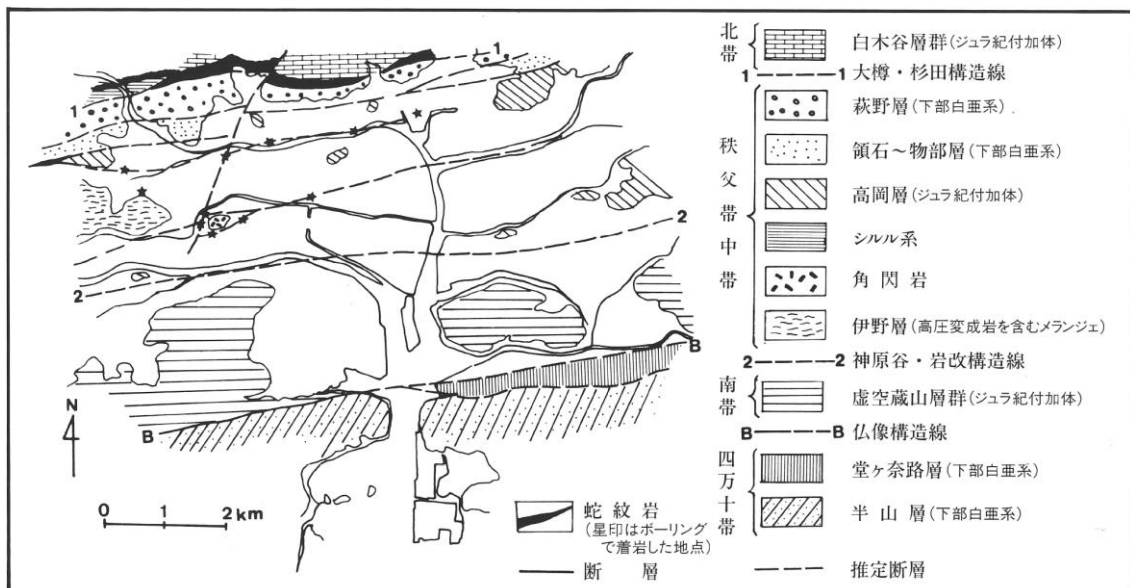 北帯
白木谷層群(ジュラ紀付加体)
1 1 大樽・杉田構造線
秩父帯中帯
萩野層(下部白亜系)
領石〜物部層(下部白亜系)
高岡層(ジュラ紀付加体)
シルル系
角閃岩
伊野層(高圧変成岩を含むメランジェ)
2 2 神原谷・岩改構造線
南帯
虚空蔵山層群(ジュラ紀付加体)
B B 仏像構造線
四万十帯
堂ヶ奈路層(下部白亜系)
半山層(下部白亜系)
推定断層
蛇紋岩
(星印はボーリング
で着岩した地点)
断層
1
1
2
2
B
B
N
0 1 2km